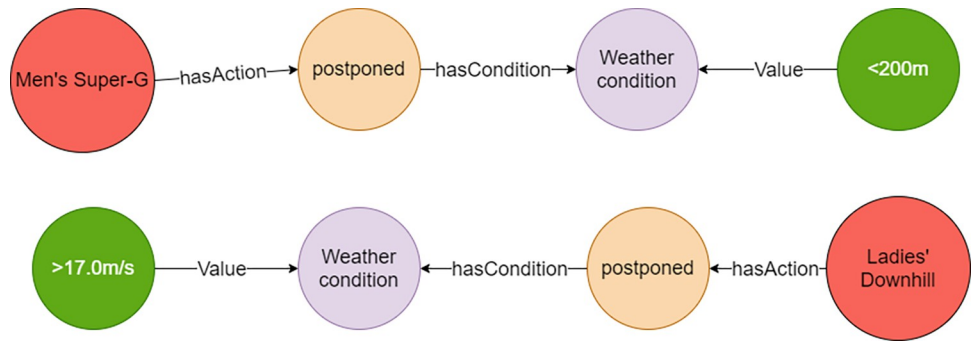 Men's Super-G
hasAction
postponed
hasCondition
Weather
condition
Value
<200m
>17.0m/s
Value
Weather
condition
hasCondition
postponed
hasAction
Ladies'
Downhill